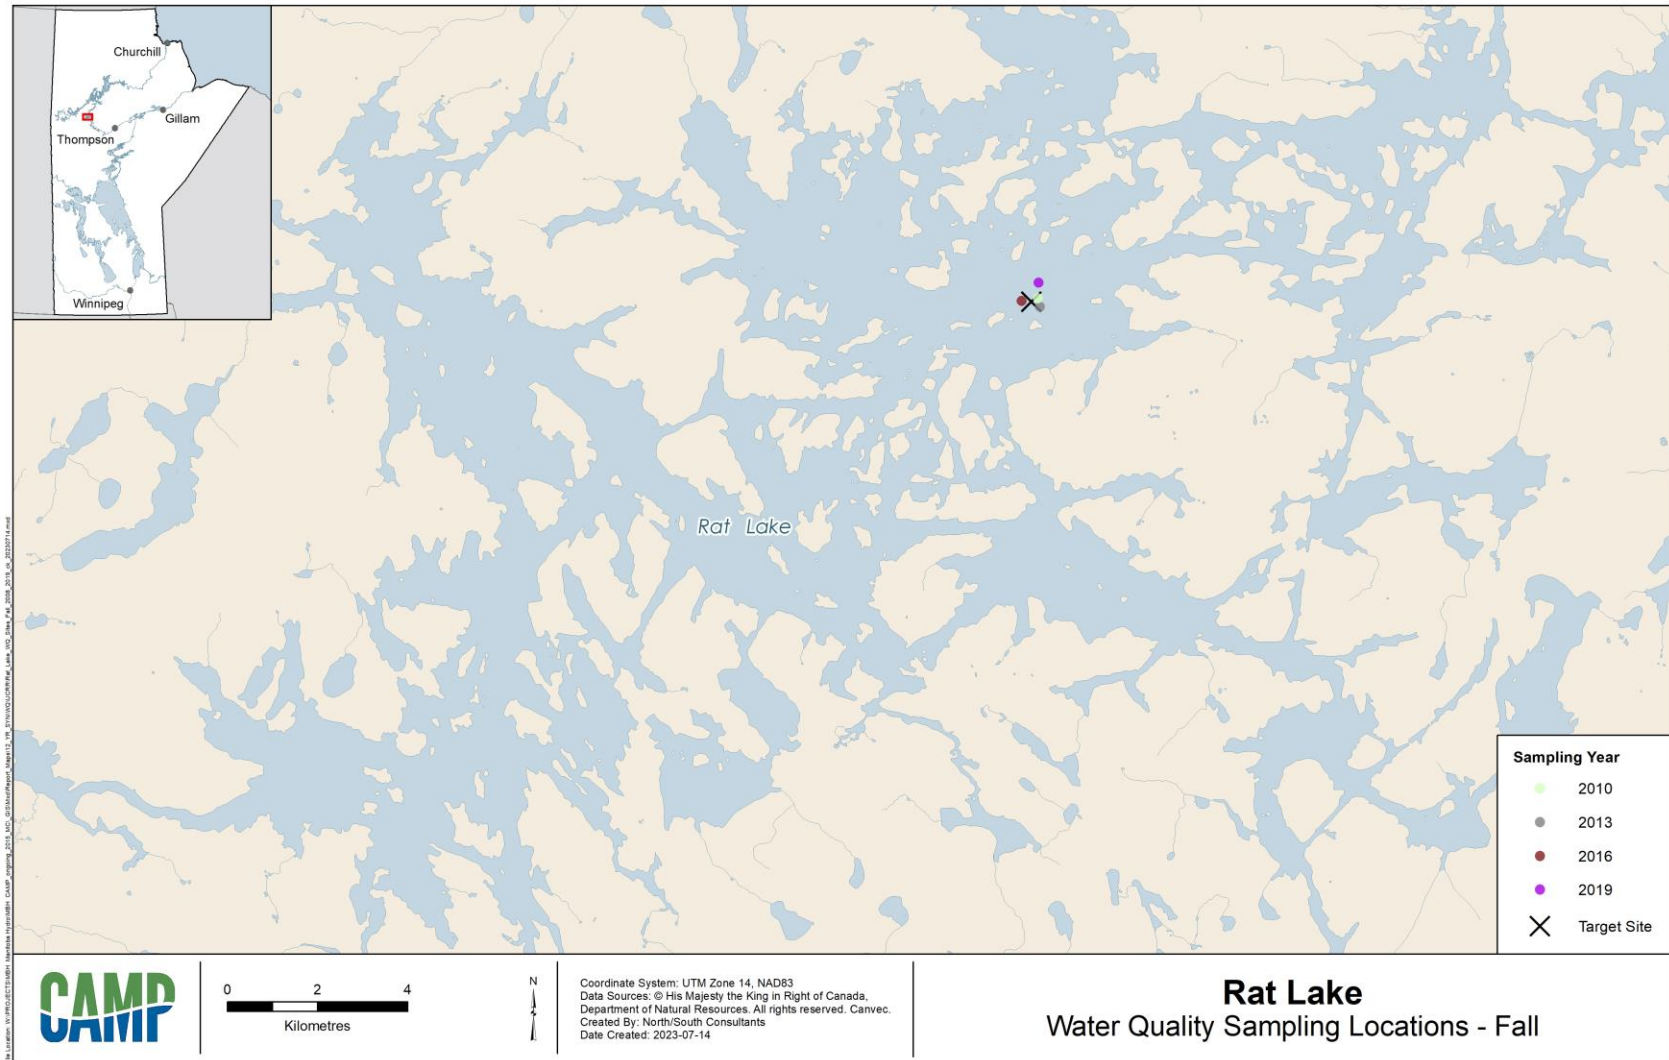 Churchill
Gillam
Thompson
Winnipeg
Rat Lake
Sampling Year
2010
2013
2016
2019
Target Site
CAMP
0 2 4
Kilometres
N
Coordinate System: UTM Zone 14, NAD83
Data Sources: © His Majesty the King in Right of Canada,
Department of Natural Resources. All rights reserved. Canvec.
Created By: North/South Consultants
Date Created: 2023-07-14
Rat Lake
Water Quality Sampling Locations - Fall